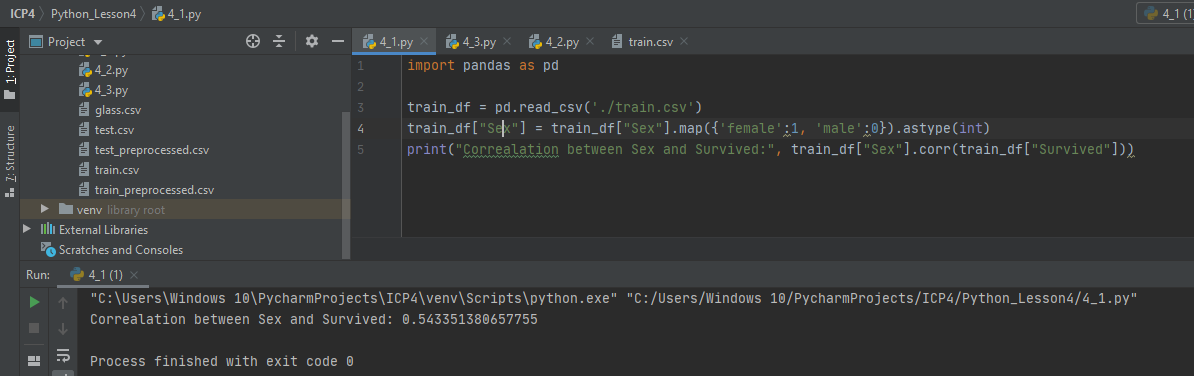 ICP4 Python_Lesson4 4_1.py
4_1 (1)
1: Project
7: Structure
Project
4_2.py
4_3.py
glass.csv
test.csv
test_preprocessed.csv
train.csv
train_preprocessed.csv
venv library root
External Libraries
Scratches and Consoles
4_1.py 4_3.py 4_2.py train.csv
1 import pandas as pd
2
3 train_df = pd.read_csv('./train.csv')
4 train_df["Sex"] = train_df["Sex"].map({'female':1, 'male':0}).astype(int)
5 print("Correalation between Sex and Survived:", train_df["Sex"].corr(train_df["Survived"]))
Run: 4_1 (1)
"C:\Users\Windows 10\PycharmProjects\ICP4\venv\Scripts\python.exe" "C:/Users/Windows 10/PycharmProjects/ICP4/Python_Lesson4/4_1.py"
Correalation between Sex and Survived: 0.543351380657755
Process finished with exit code 0